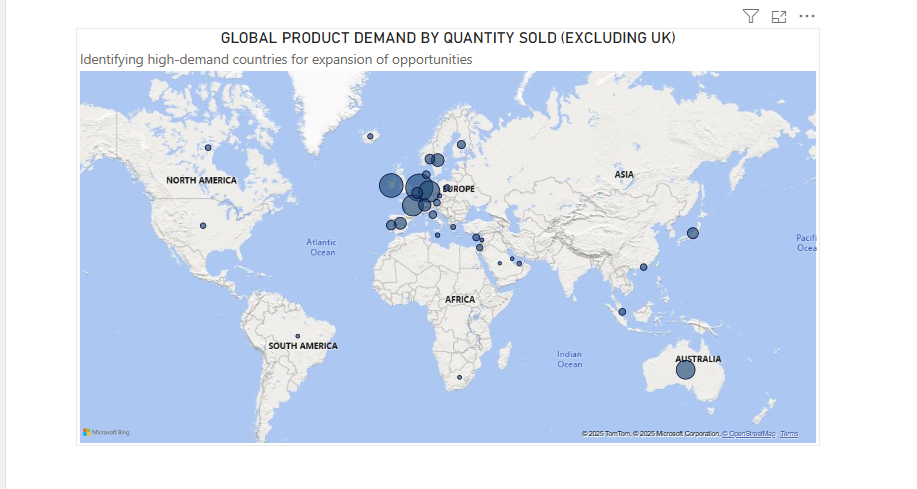 GLOBAL PRODUCT DEMAND BY QUANTITY SOLD (EXCLUDING UK)
Identifying high-demand countries for expansion of opportunities
ASIA
NORTH AMERICA
EUROPE
Atlantic
Ocean
Pacifi
Ocea
AFRICA
SOUTH AMERICA
Indian
Ocean
AUSTRALIA
Microsoft Bing
© 2025 TomTom, © 2025 Microsoft Corporation, © OpenStreetMap Terms